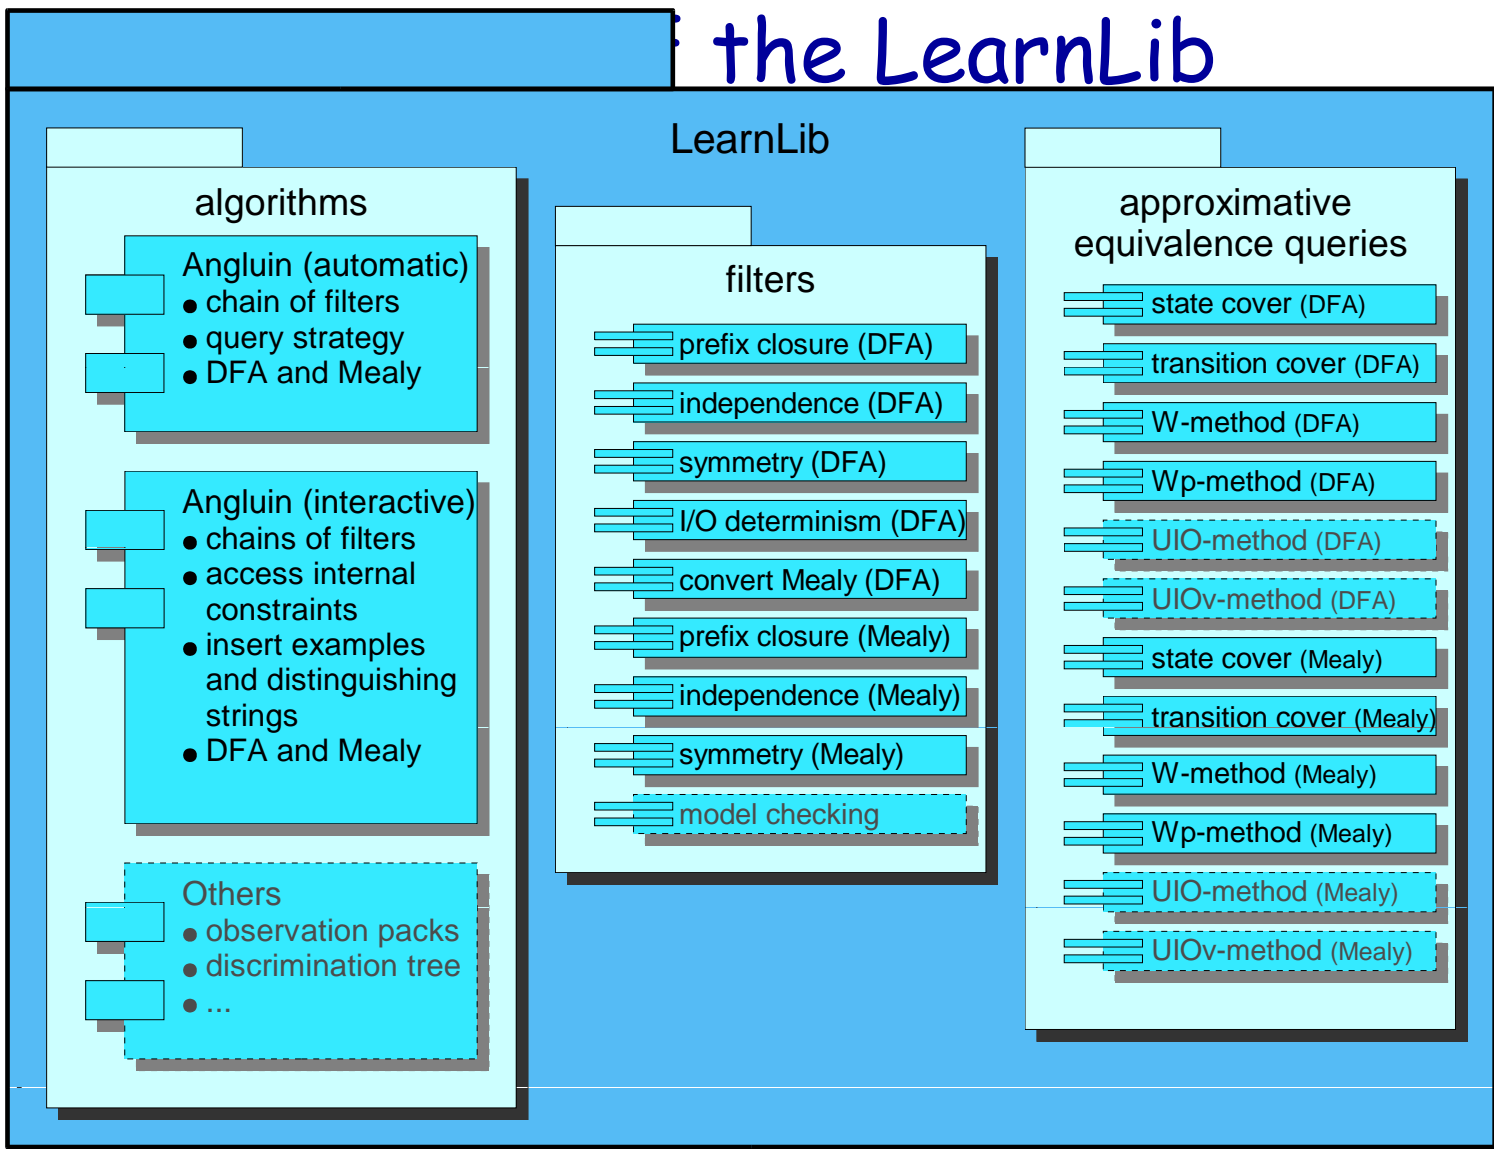 the LearnLib
LearnLib
algorithms
Angluin (automatic)
● chain of filters
● query strategy
● DFA and Mealy
Angluin (interactive)
● chains of filters
● access internal
constraints
● insert examples
and distinguishing
strings
● DFA and Mealy
Others
● observation packs
● discrimination tree
● ...
filters
prefix closure (DFA)
independence (DFA)
symmetry (DFA)
I/O determinism (DFA)
convert Mealy (DFA)
prefix closure (Mealy)
independence (Mealy)
symmetry (Mealy)
model checking
approximative
equivalence queries
state cover (DFA)
transition cover (DFA)
W-method (DFA)
Wp-method (DFA)
UIO-method (DFA)
UIOv-method (DFA)
state cover (Mealy)
transition cover (Mealy)
W-method (Mealy)
Wp-method (Mealy)
UIO-method (Mealy)
UIOv-method (Mealy)